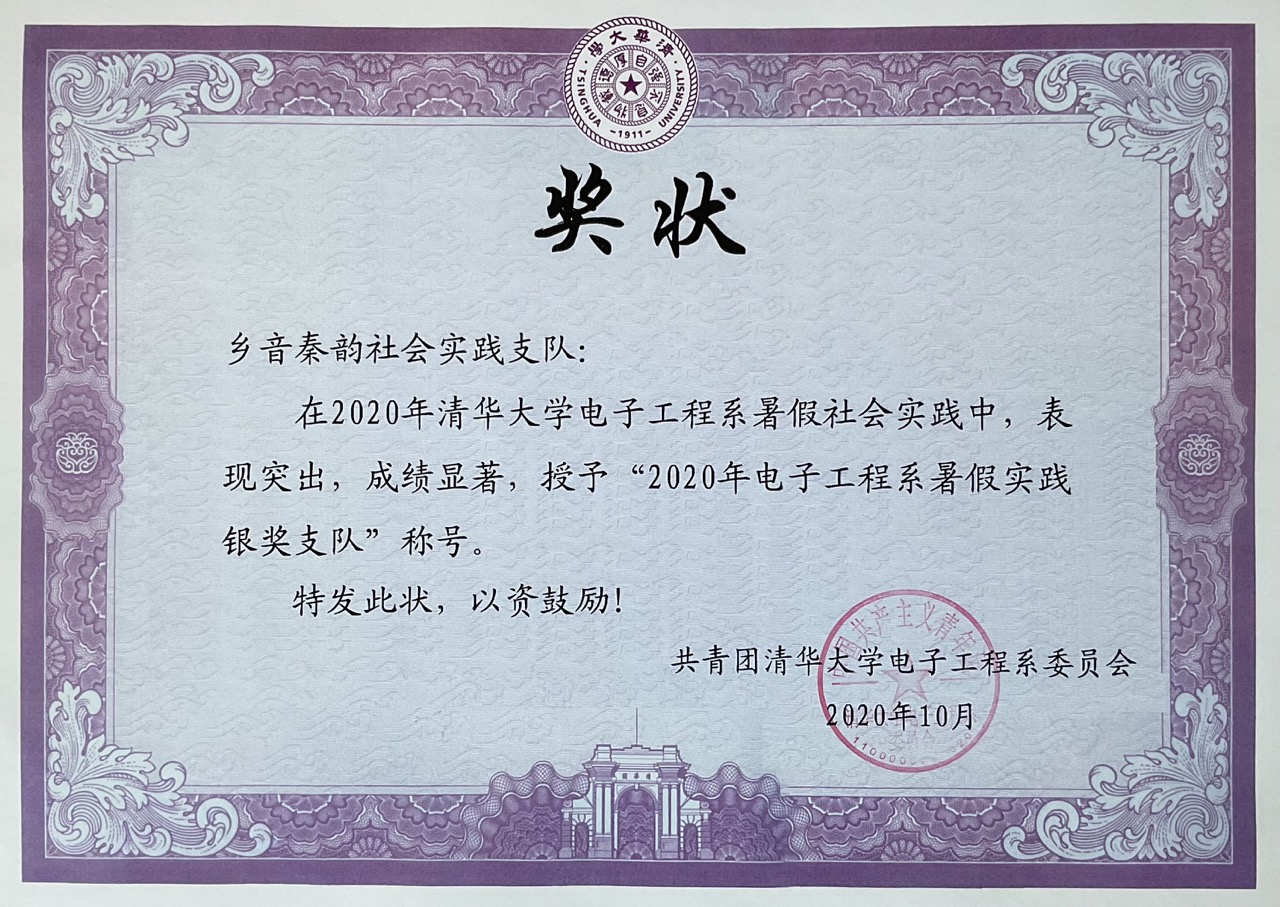 清華大學
TSINGHUA UNIVERSITY
自强不息
厚德載物
-1911-
奖状
乡音秦韵社会实践支队：
在2020年清华大学电子工程系暑假社会实践中，表
现突出，成绩显著，授予“2020年电子工程系暑假实践
银奖支队”称号。
特发此状，以资鼓励！
共青团清华大学电子工程系委员会
2020年10月
中国共产主义青年
清華園